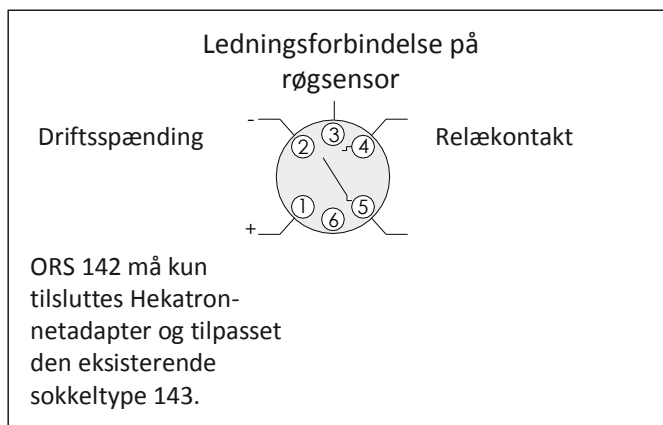 Ledningsforbindelse på
røgsensor
Driftsspænding
-
3
2
4
Relækontakt
1
5
6
+
ORS 142 må kun
tilsluttes Hekatron-
netadapter og tilpasset
den eksisterende
sokkeltype 143.